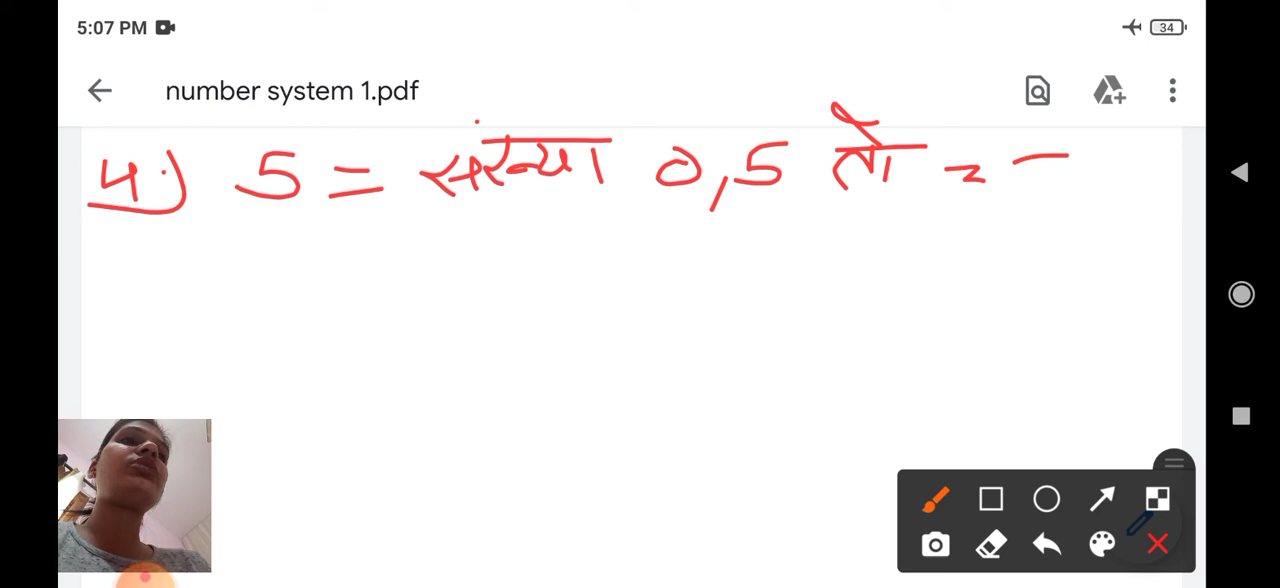 5:07 PM 34
number system 1.pdf
4.) 5 = संख्या 0,5 तो =